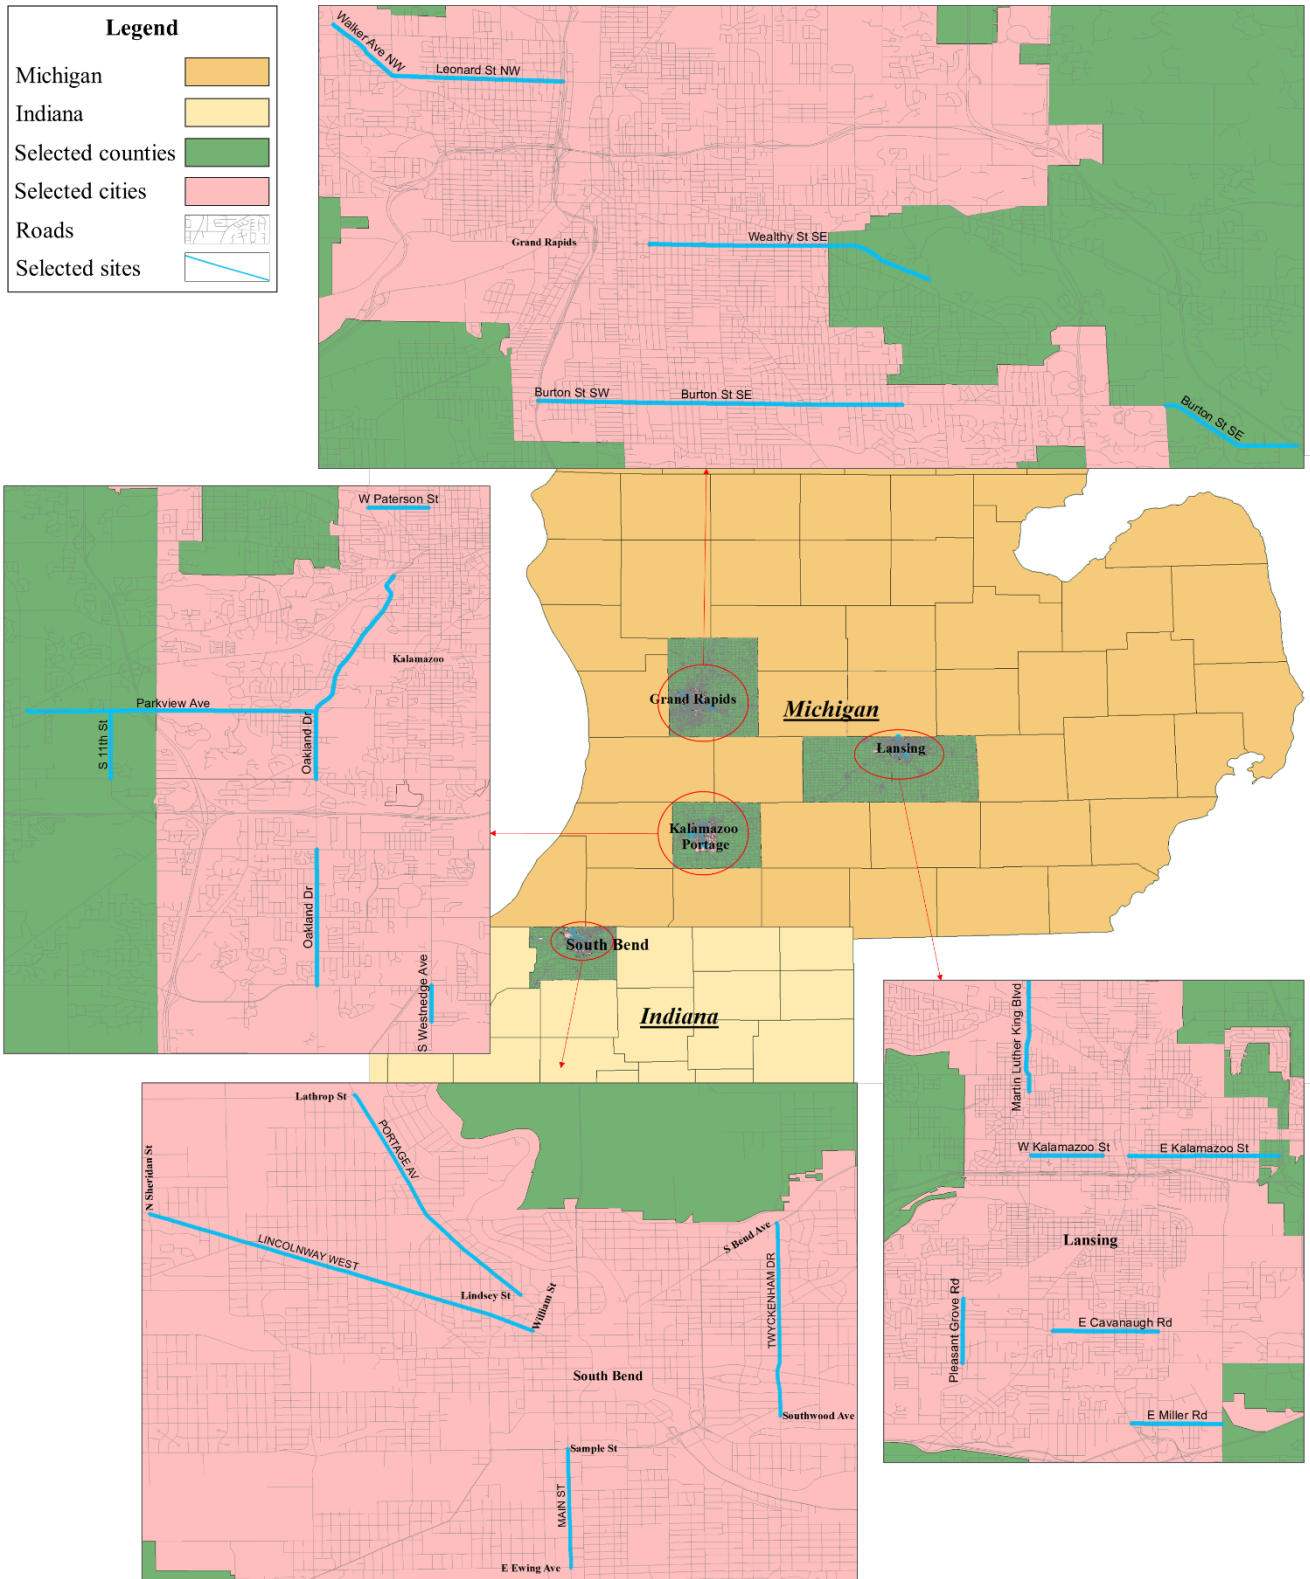 Legend
Michigan
Indiana
Selected counties
Selected cities
Roads
Selected sites
Walker Ave NW
Leonard St NW
Grand Rapids
Wealthy St SE
Burton St SW
Burton St SE
Burton St SE
W Paterson St
Kalamazoo
Parkview Ave
S 11th St
Oakland Dr
Oakland Dr
S Westnedge Ave
Grand Rapids
Michigan
Lansing
Kalamazoo
Portage
South Bend
Indiana
Martin Luther King Blvd
W Kalamazoo St
E Kalamazoo St
Lansing
Pleasant Grove Rd
E Cavanaugh Rd
E Miller Rd
Lathrop St
PORTAGE AV
N Sheridan St
LINCOLNWAY WEST
Lindsey St
William St
S Bend Ave
TWYCKENHAM DR
South Bend
Southwood Ave
Sample St
MAIN ST
E Ewing Ave